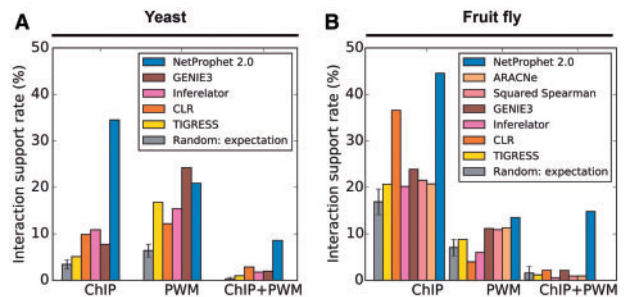 Yeast
Fruit fly
A
B
Interaction support rate (%)
50
40
30
20
10
0
NetProphet 2.0
GENIE3
Inferelator
CLR
TIGRESS
Random: expectation
ChIP
PWM
ChIP+PWM
Interaction support rate (%)
50
40
30
20
10
0
NetProphet 2.0
ARACNe
Squared Spearman
GENIE3
Inferelator
CLR
TIGRESS
Random: expectation
ChIP
PWM
ChIP+PWM